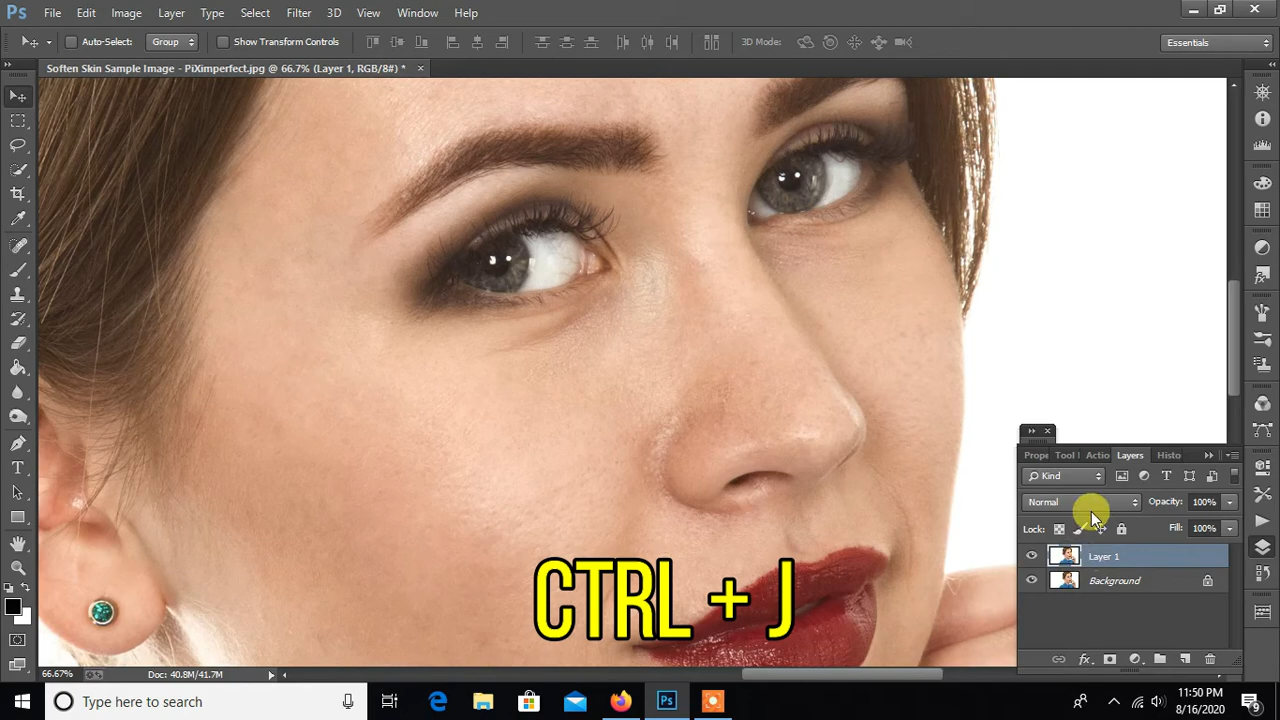 Ps File Edit Image Layer Type Select Filter 3D View Window Help
Auto-Select: Group Show Transform Controls 3D Mode: Essentials
Soften Skin Sample Image - PiXimperfect.jpg @ 66.7% (Layer 1, RGB/8#) *
Prope Tool I Actio Layers Histo
Kind
Normal Opacity: 100%
Lock: Fill: 100%
Layer 1
Background
CTRL + J
66.67% Doc: 40.8M/41.7M
Type here to search
Ps
11:50 PM
8/16/2020
9